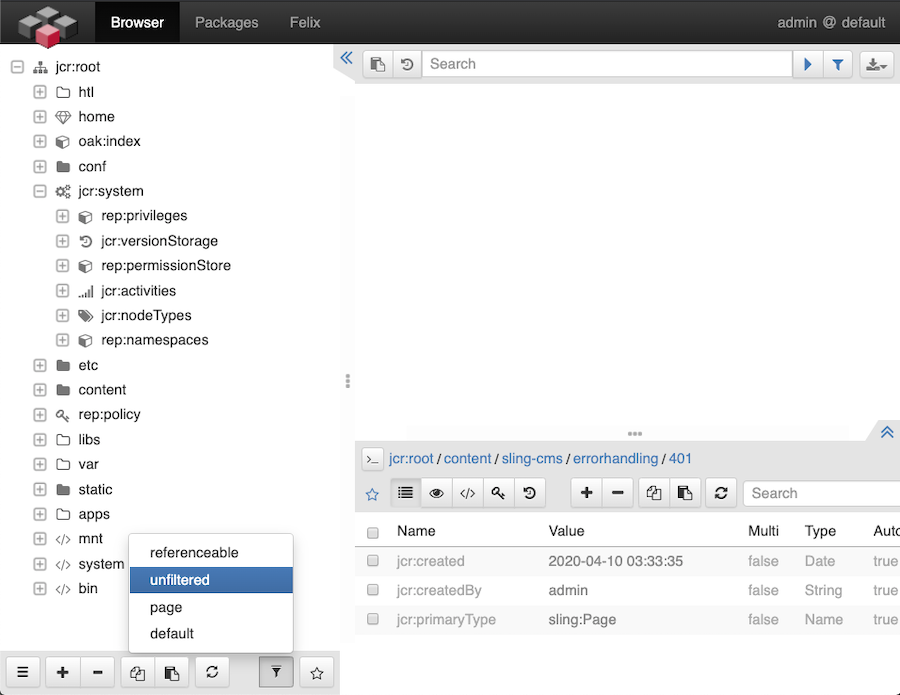 Browser Packages Felix admin @ default
jcr:root
htl
home
oak:index
conf
jcr:system
rep:privileges
jcr:versionStorage
rep:permissionStore
jcr:activities
jcr:nodeTypes
rep:namespaces
etc
content
rep:policy
libs
var
static
apps
mnt
system
bin
referenceable
unfiltered
page
default
Search
jcr:root / content / sling-cms / errorhandling / 401
Search
Name Value Multi Type Auto
jcr:created 2020-04-10 03:33:35 false Date true
jcr:createdBy admin false String true
jcr:primaryType sling:Page false Name true